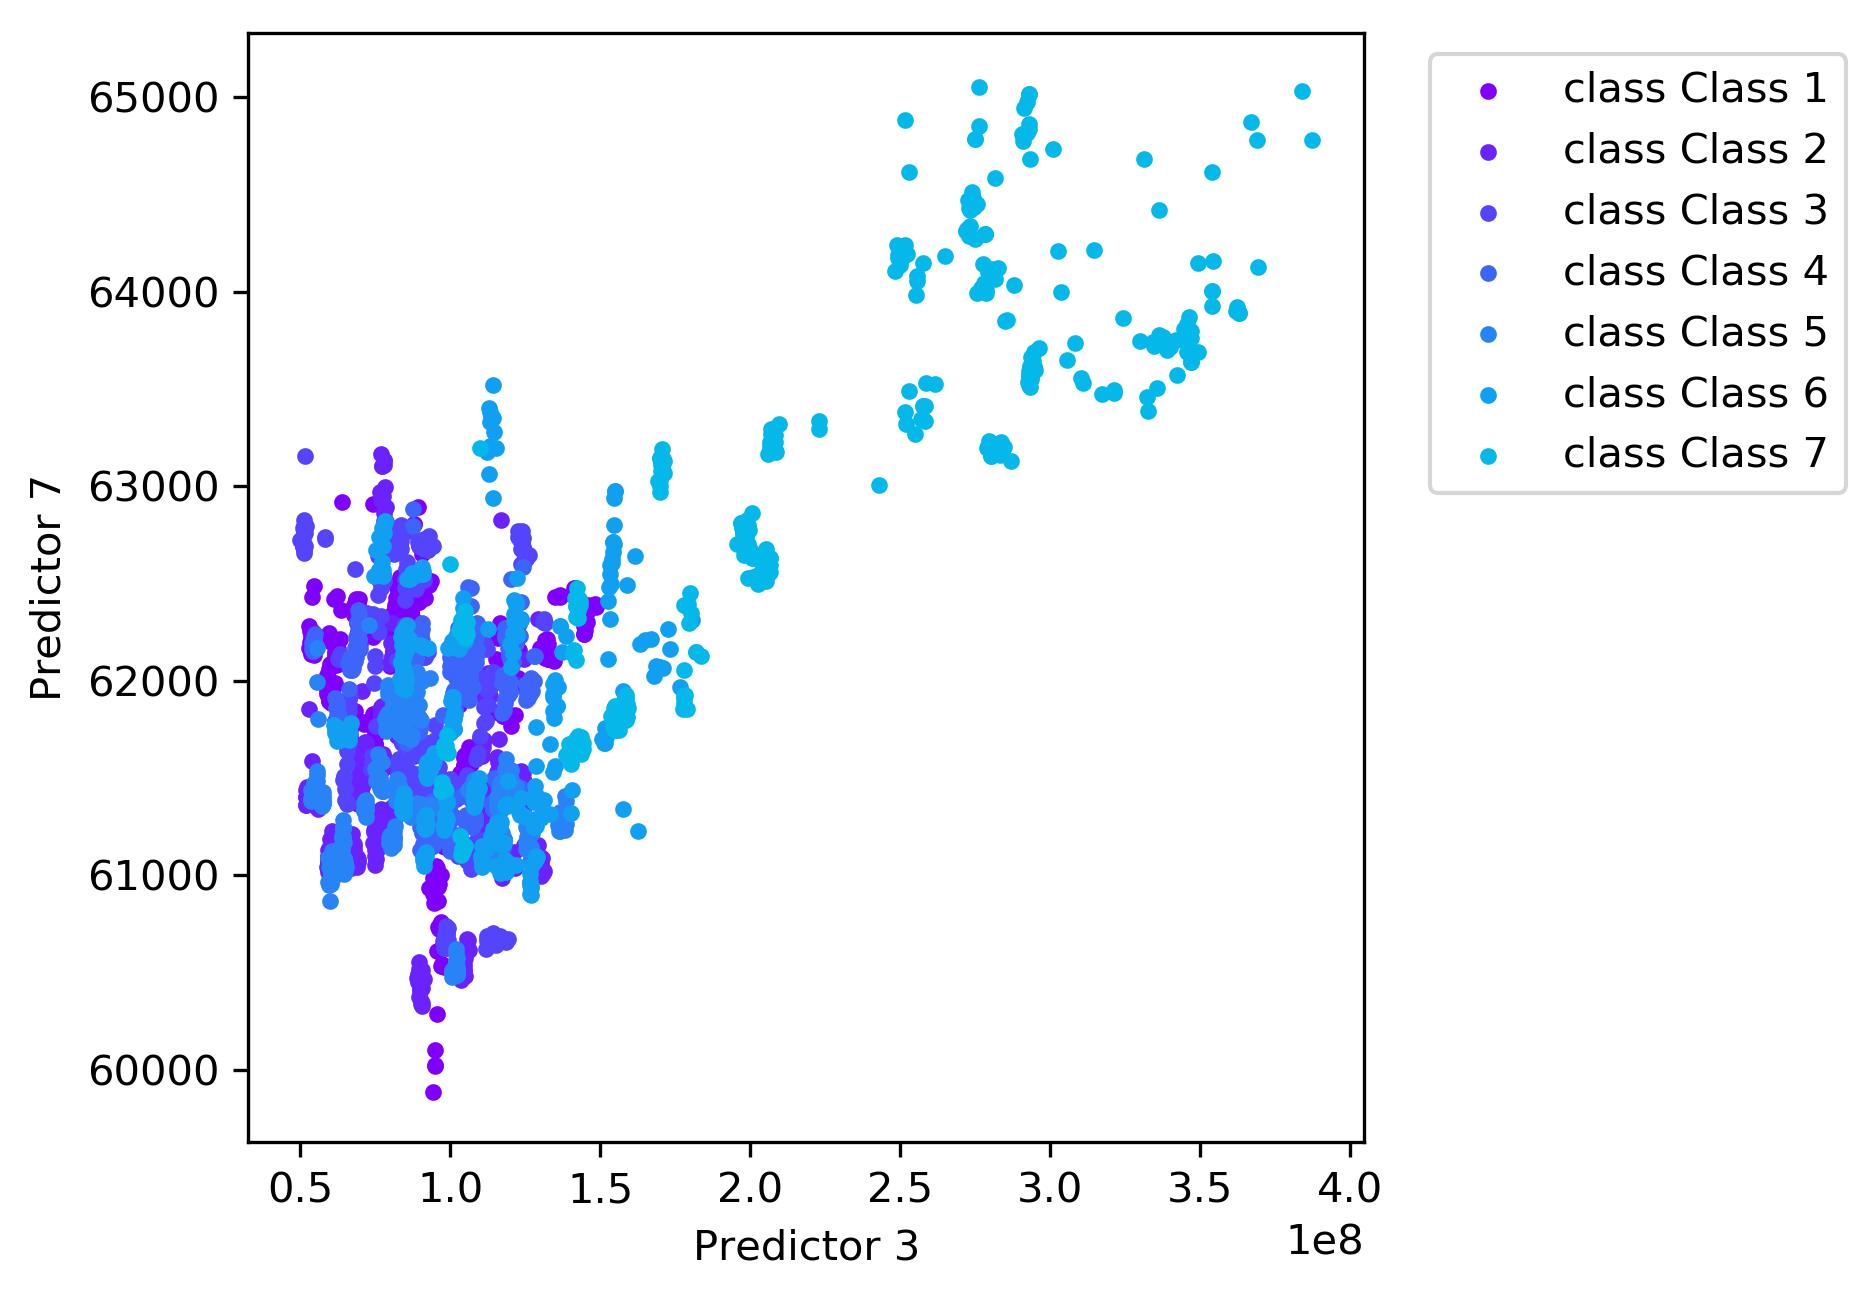 65000
64000
63000
62000
61000
60000
Predictor 7
0.5 1.0 1.5 2.0 2.5 3.0 3.5 4.0
1e8
Predictor 3
class Class 1
class Class 2
class Class 3
class Class 4
class Class 5
class Class 6
class Class 7